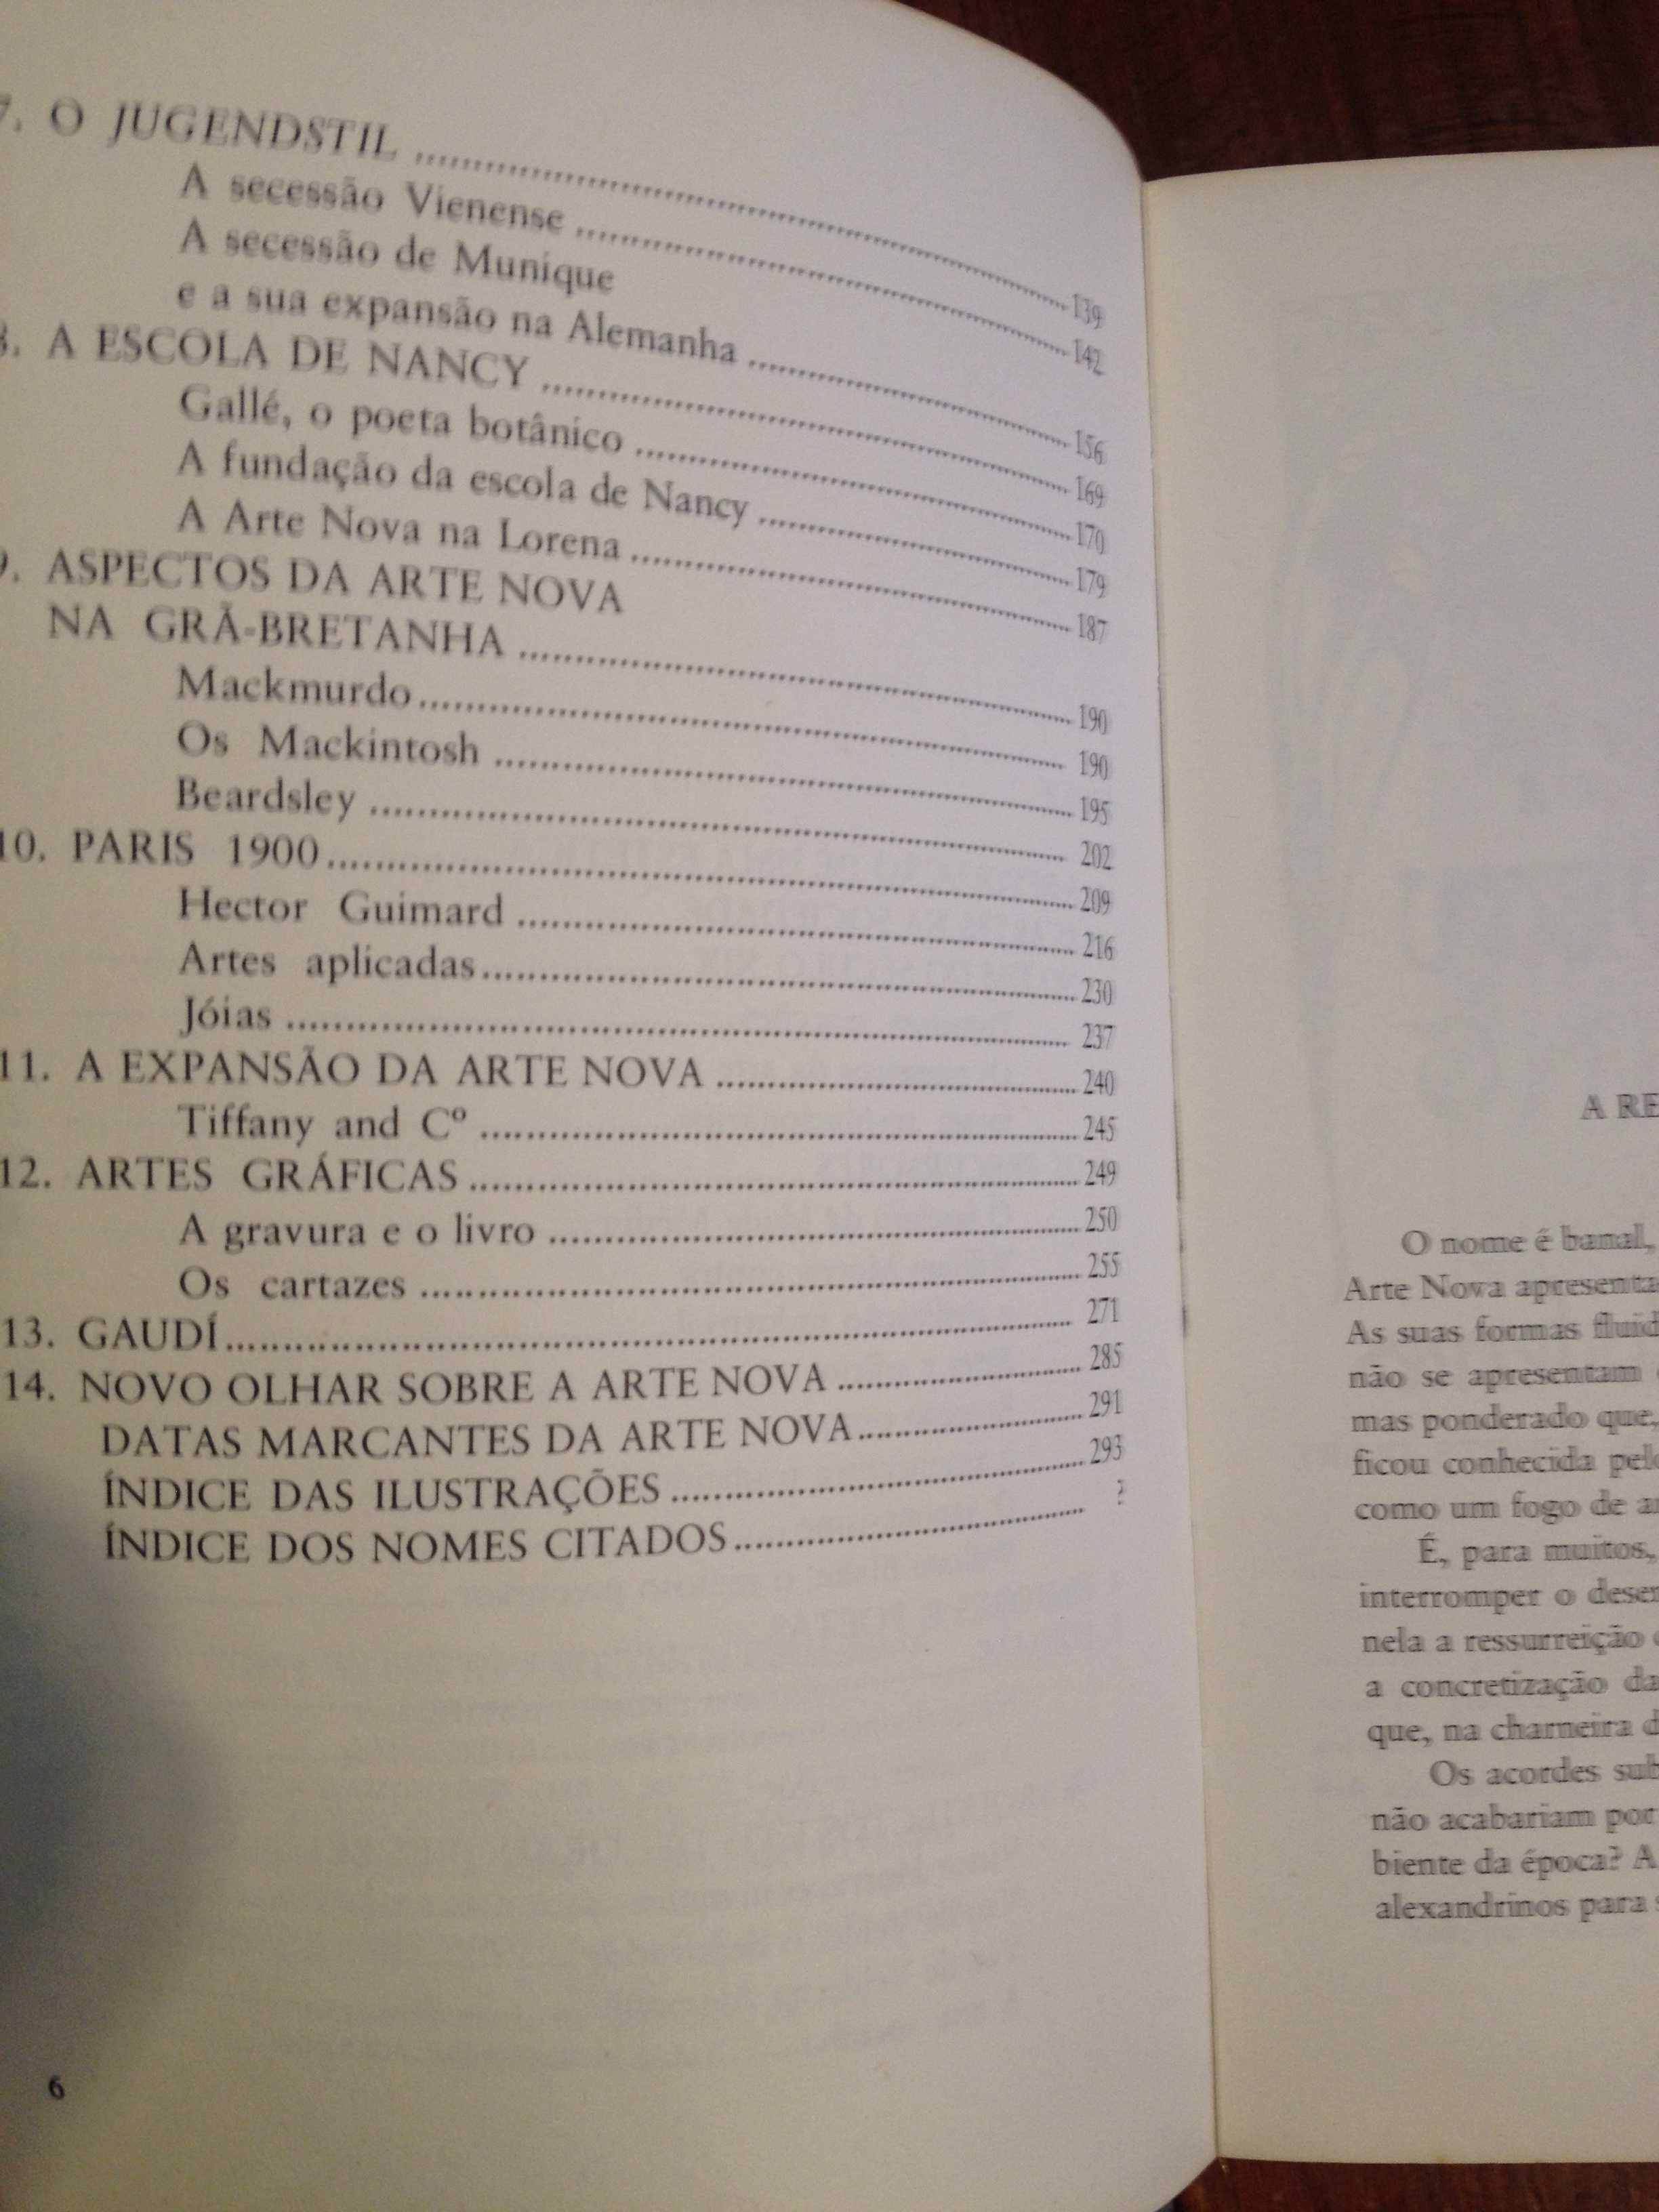 7. O JUGENDSTIL ........ 139
A secessão Vienense ........ 142
A secessão de Munique
e a sua expansão na Alemanha ........ 156
8. A ESCOLA DE NANCY ........ 169
Gallé, o poeta botânico ........ 170
A fundação da escola de Nancy ........ 179
A Arte Nova na Lorena ........ 187
9. ASPECTOS DA ARTE NOVA
NA GRÃ-BRETANHA ........ 190
Mackmurdo ........ 190
Os Mackintosh ........ 195
Beardsley ........ 202
10. PARIS 1900 ........ 209
Hector Guimard ........ 216
Artes aplicadas ........ 230
Jóias ........ 237
11. A EXPANSÃO DA ARTE NOVA ........ 240
Tiffany and Cº ........ 245
12. ARTES GRÁFICAS ........ 249
A gravura e o livro ........ 250
Os cartazes ........ 255
13. GAUDÍ ........ 271
14. NOVO OLHAR SOBRE A ARTE NOVA ........ 285
DATAS MARCANTES DA ARTE NOVA ........ 291
ÍNDICE DAS ILUSTRAÇÕES ........ 293
ÍNDICE DOS NOMES CITADOS ........ ?
6
A RE
O nome é banal,
Arte Nova apresenta
As suas formas fluid
não se apresentam
mas ponderado que,
ficou conhecida pel
como um fogo de a
É, para muitos,
interromper o dese
nela a ressurreição
a concretização da
que, na charneira d
Os acordes sub
não acabariam por
biente da época? A
alexandrinos para